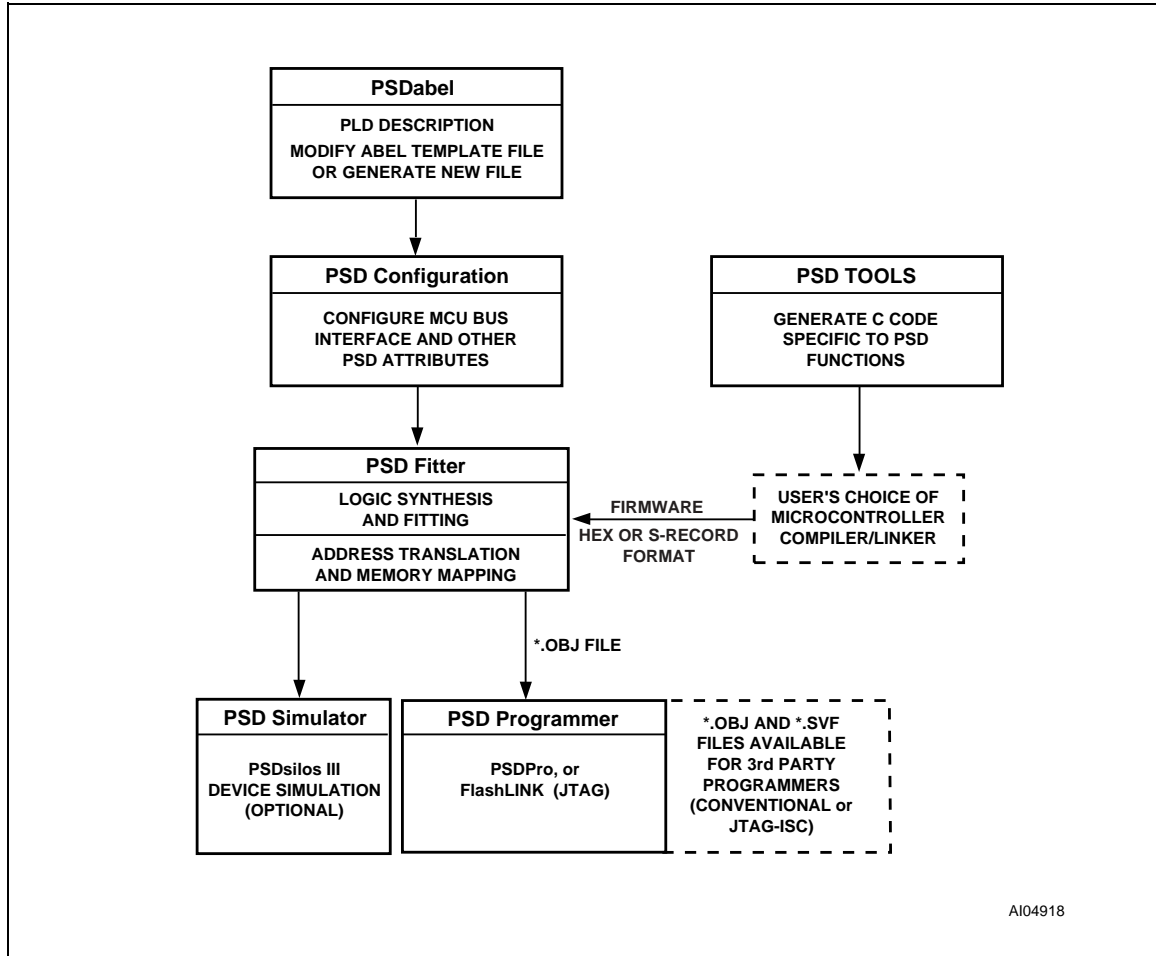 PSDabel
PLD DESCRIPTION
MODIFY ABEL TEMPLATE FILE
OR GENERATE NEW FILE
PSD Configuration
CONFIGURE MCU BUS
INTERFACE AND OTHER
PSD ATTRIBUTES
PSD TOOLS
GENERATE C CODE
SPECIFIC TO PSD
FUNCTIONS
PSD Fitter
LOGIC SYNTHESIS
AND FITTING
ADDRESS TRANSLATION
AND MEMORY MAPPING
FIRMWARE
HEX OR S-RECORD
FORMAT
USER'S CHOICE OF
MICROCONTROLLER
COMPILER/LINKER
*.OBJ FILE
PSD Simulator
PSDsilos III
DEVICE SIMULATION
(OPTIONAL)
PSD Programmer
PSDPro, or
FlashLINK (JTAG)
*.OBJ AND *.SVF
FILES AVAILABLE
FOR 3rd PARTY
PROGRAMMERS
(CONVENTIONAL or
JTAG-ISC)
AI04918